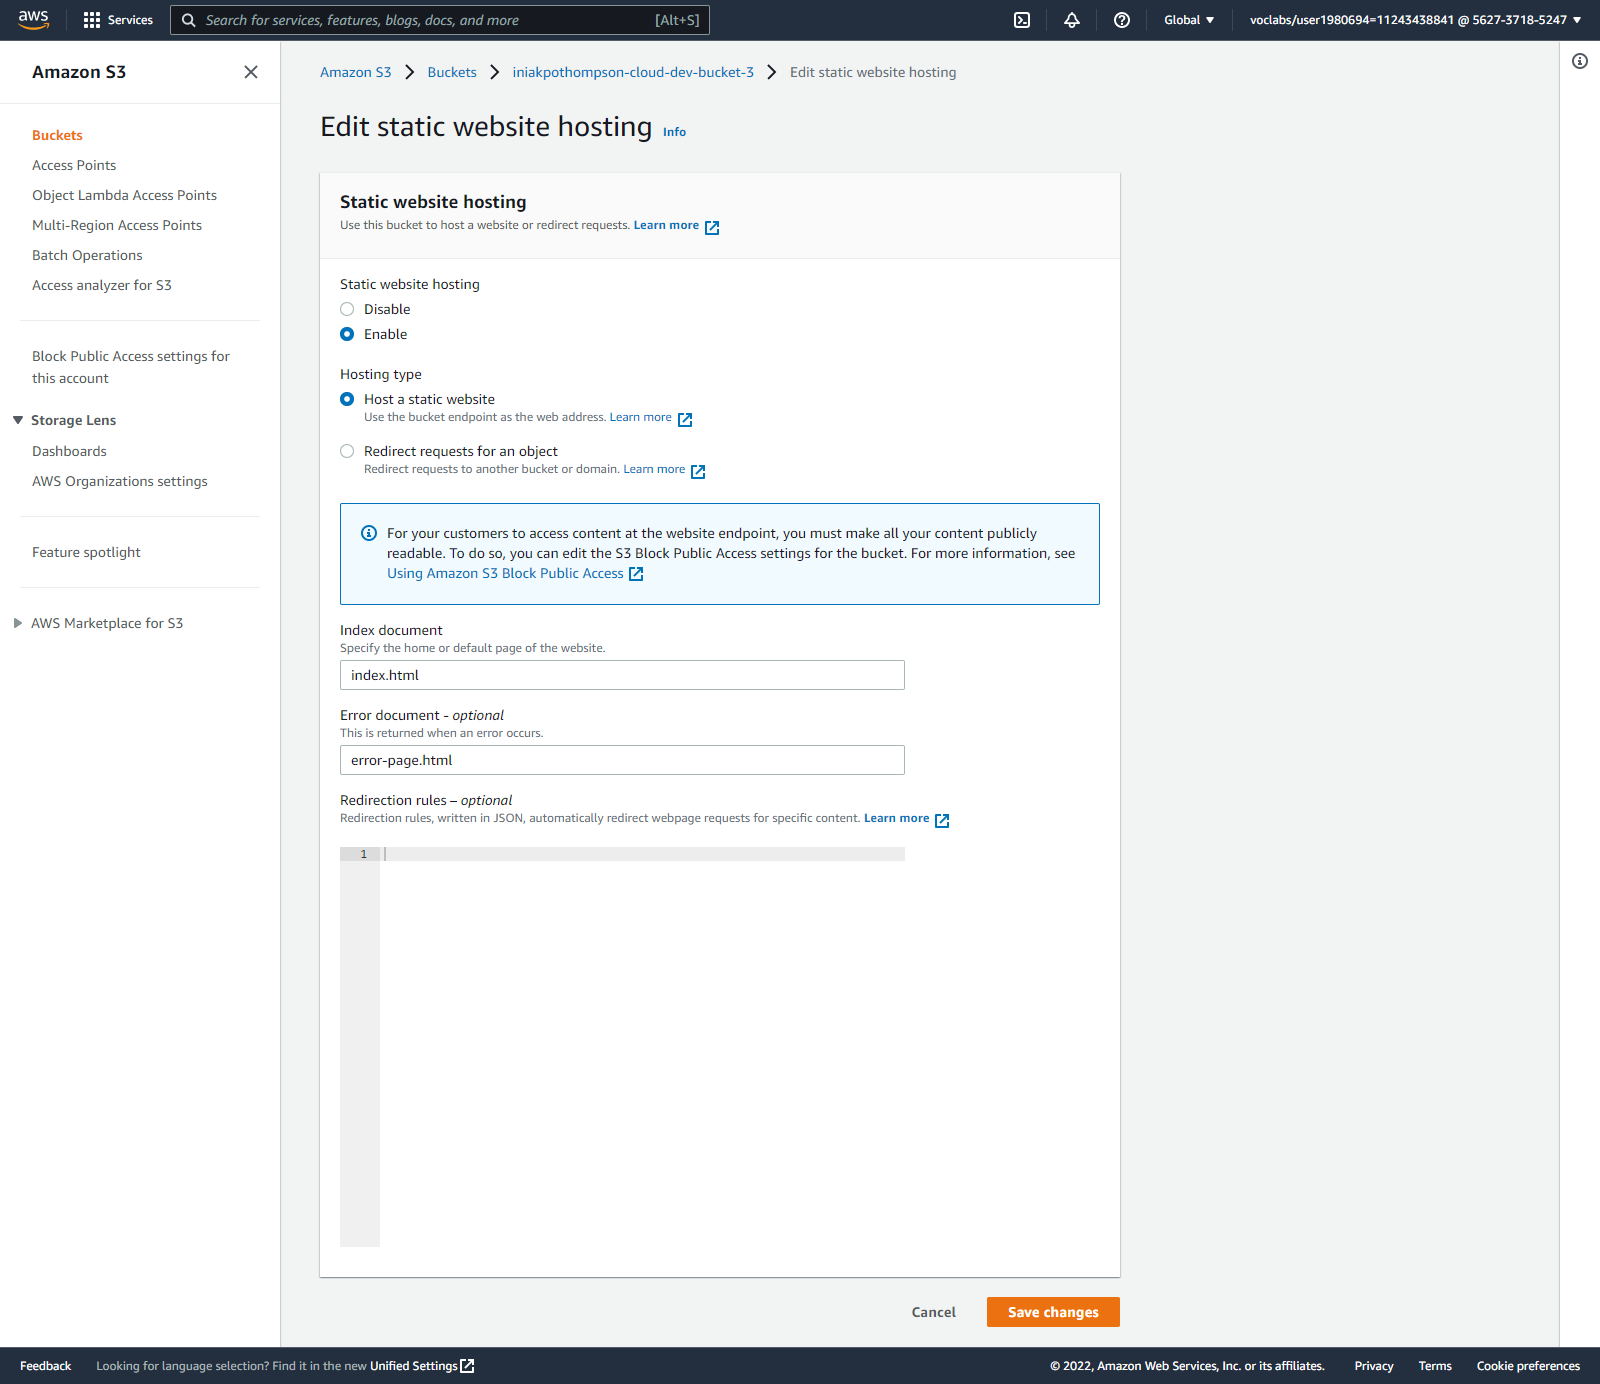 aws
Services
Search for services, features, blogs, docs, and more [Alt+S]
Global
voclabs/user1980694=11243438841 @ 5627-3718-5247
Amazon S3
Buckets
Access Points
Object Lambda Access Points
Multi-Region Access Points
Batch Operations
Access analyzer for S3
Block Public Access settings for
this account
Storage Lens
Dashboards
AWS Organizations settings
Feature spotlight
AWS Marketplace for S3
Amazon S3 Buckets iniakpothompson-cloud-dev-bucket-3 Edit static website hosting
Edit static website hosting Info
Static website hosting
Use this bucket to host a website or redirect requests. Learn more
Static website hosting
Disable
Enable
Hosting type
Host a static website
Use the bucket endpoint as the web address. Learn more
Redirect requests for an object
Redirect requests to another bucket or domain. Learn more
For your customers to access content at the website endpoint, you must make all your content publicly
readable. To do so, you can edit the S3 Block Public Access settings for the bucket. For more information, see
Using Amazon S3 Block Public Access
Index document
Specify the home or default page of the website.
index.html
Error document - optional
This is returned when an error occurs.
error-page.html
Redirection rules – optional
Redirection rules, written in JSON, automatically redirect webpage requests for specific content. Learn more
1
Cancel
Save changes
Feedback
Looking for language selection? Find it in the new Unified Settings
© 2022, Amazon Web Services, Inc. or its affiliates.
Privacy
Terms
Cookie preferences